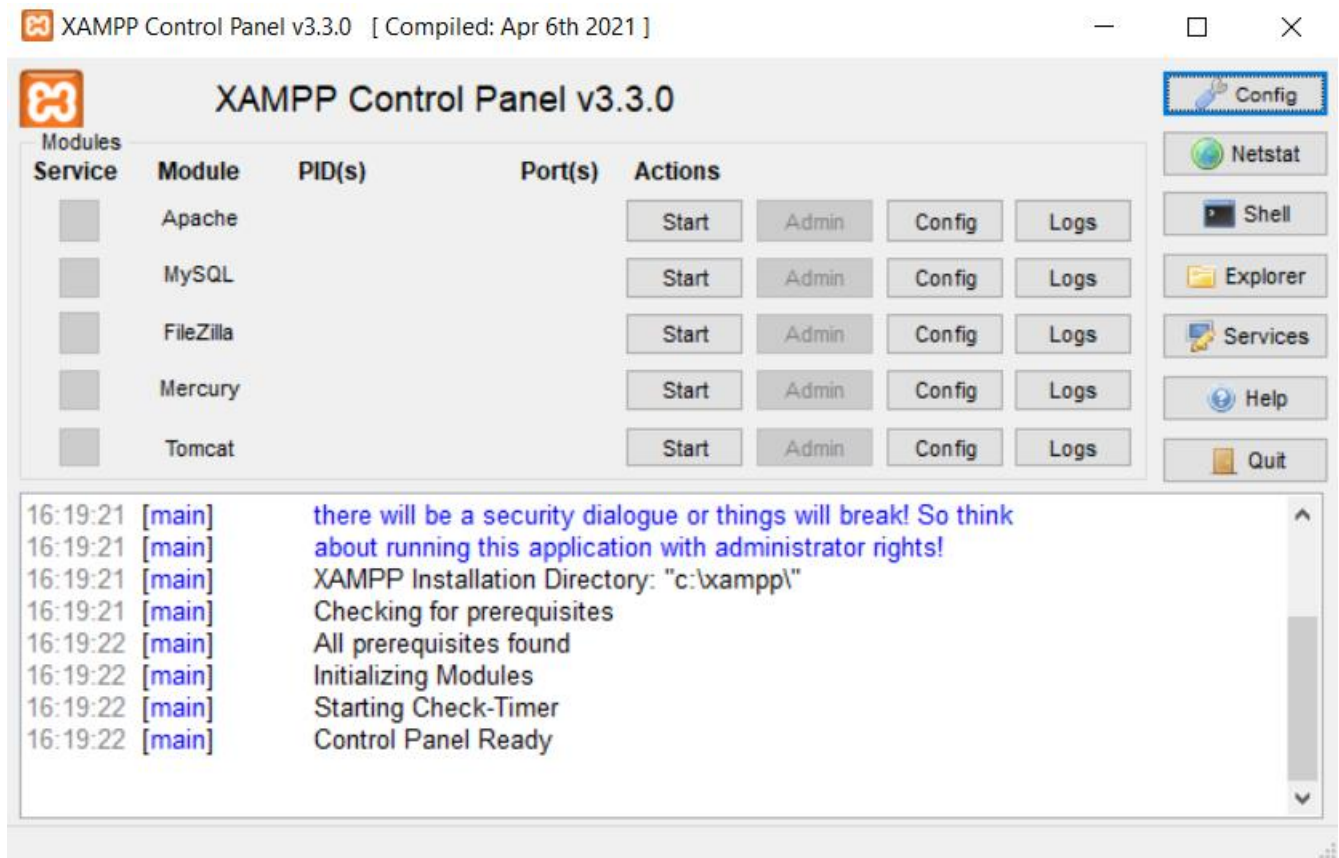 XAMPP Control Panel v3.3.0 [ Compiled: Apr 6th 2021 ]
XAMPP Control Panel v3.3.0
Config
Netstat
Shell
Explorer
Services
Help
Quit
Modules
Service Module PID(s) Port(s) Actions
Apache Start Admin Config Logs
MySQL Start Admin Config Logs
FileZilla Start Admin Config Logs
Mercury Start Admin Config Logs
Tomcat Start Admin Config Logs
16:19:21 [main] there will be a security dialogue or things will break! So think
16:19:21 [main] about running this application with administrator rights!
16:19:21 [main] XAMPP Installation Directory: "c:\xampp\"
16:19:21 [main] Checking for prerequisites
16:19:22 [main] All prerequisites found
16:19:22 [main] Initializing Modules
16:19:22 [main] Starting Check-Timer
16:19:22 [main] Control Panel Ready